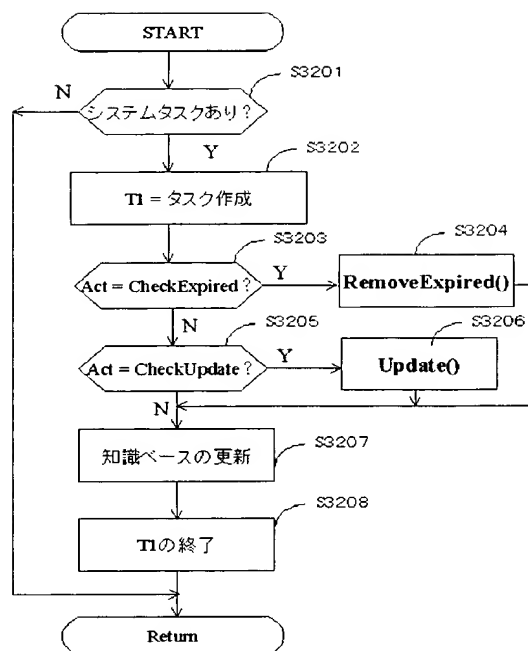 START
S3201
N
システムタスクあり？
Y
S3202
T1 = タスク作成
S3203
S3204
Act = CheckExpired？
Y
RemoveExpired()
N
S3205
S3206
Act = CheckUpdate？
Y
Update()
N
S3207
知識ベースの更新
S3208
T1の終了
Return